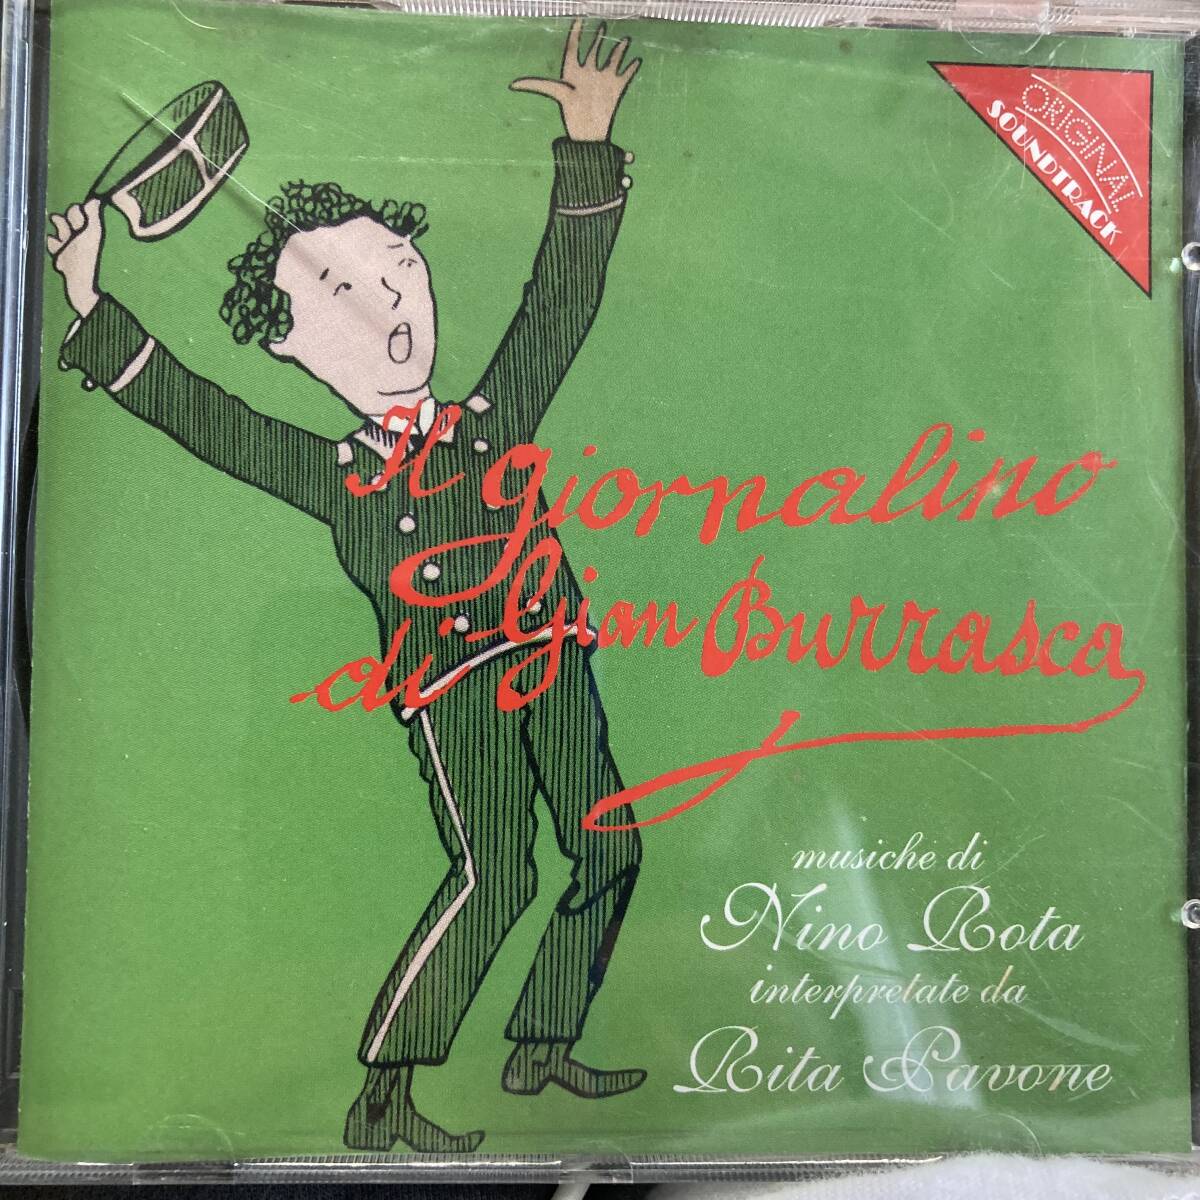 ORIGINAL
SOUNDTRACK
Il giornalino
di Gian Burrasca
musiche di
Nino Rota
interpretate da
Rita Pavone